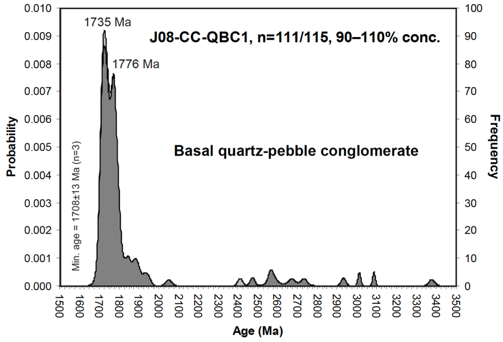 J08-CC-QBC1, n=111/115, 90–110% conc.
1735 Ma
1776 Ma
Basal quartz-pebble conglomerate
Min. age = 1708±13 Ma (n=3)
Probability
0.010
0.009
0.008
0.007
0.006
0.005
0.004
0.003
0.002
0.001
0.000
Frequency
100
90
80
70
60
50
40
30
20
10
0
1500 1600 1700 1800 1900 2000 2100 2200 2300 2400 2500 2600 2700 2800 2900 3000 3100 3200 3300 3400 3500
Age (Ma)